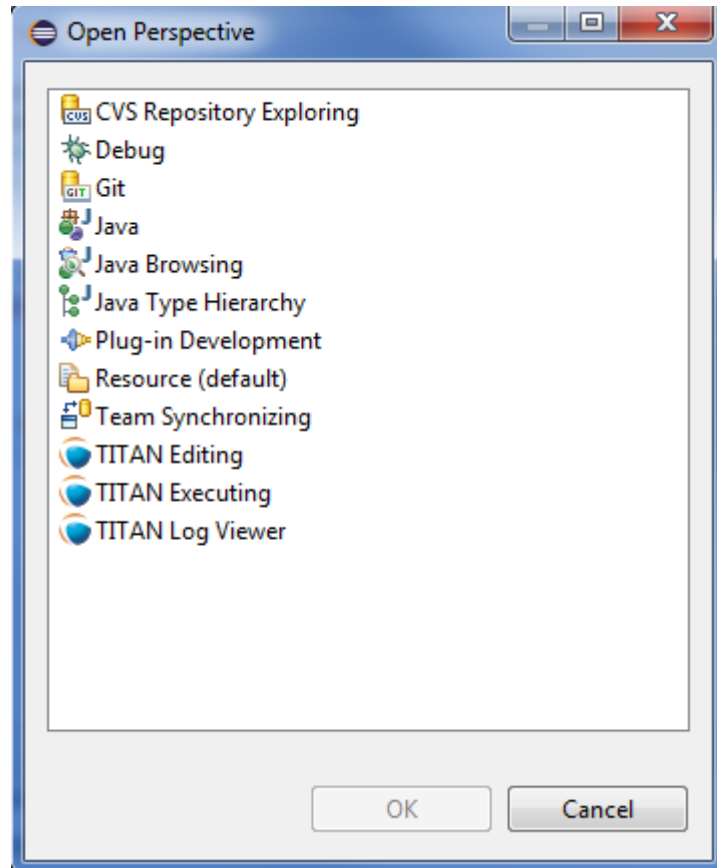 Open Perspective
CVS Repository Exploring
Debug
GIT Git
Java
Java Browsing
Java Type Hierarchy
Plug-in Development
Resource (default)
Team Synchronizing
TITAN Editing
TITAN Executing
TITAN Log Viewer
OK Cancel